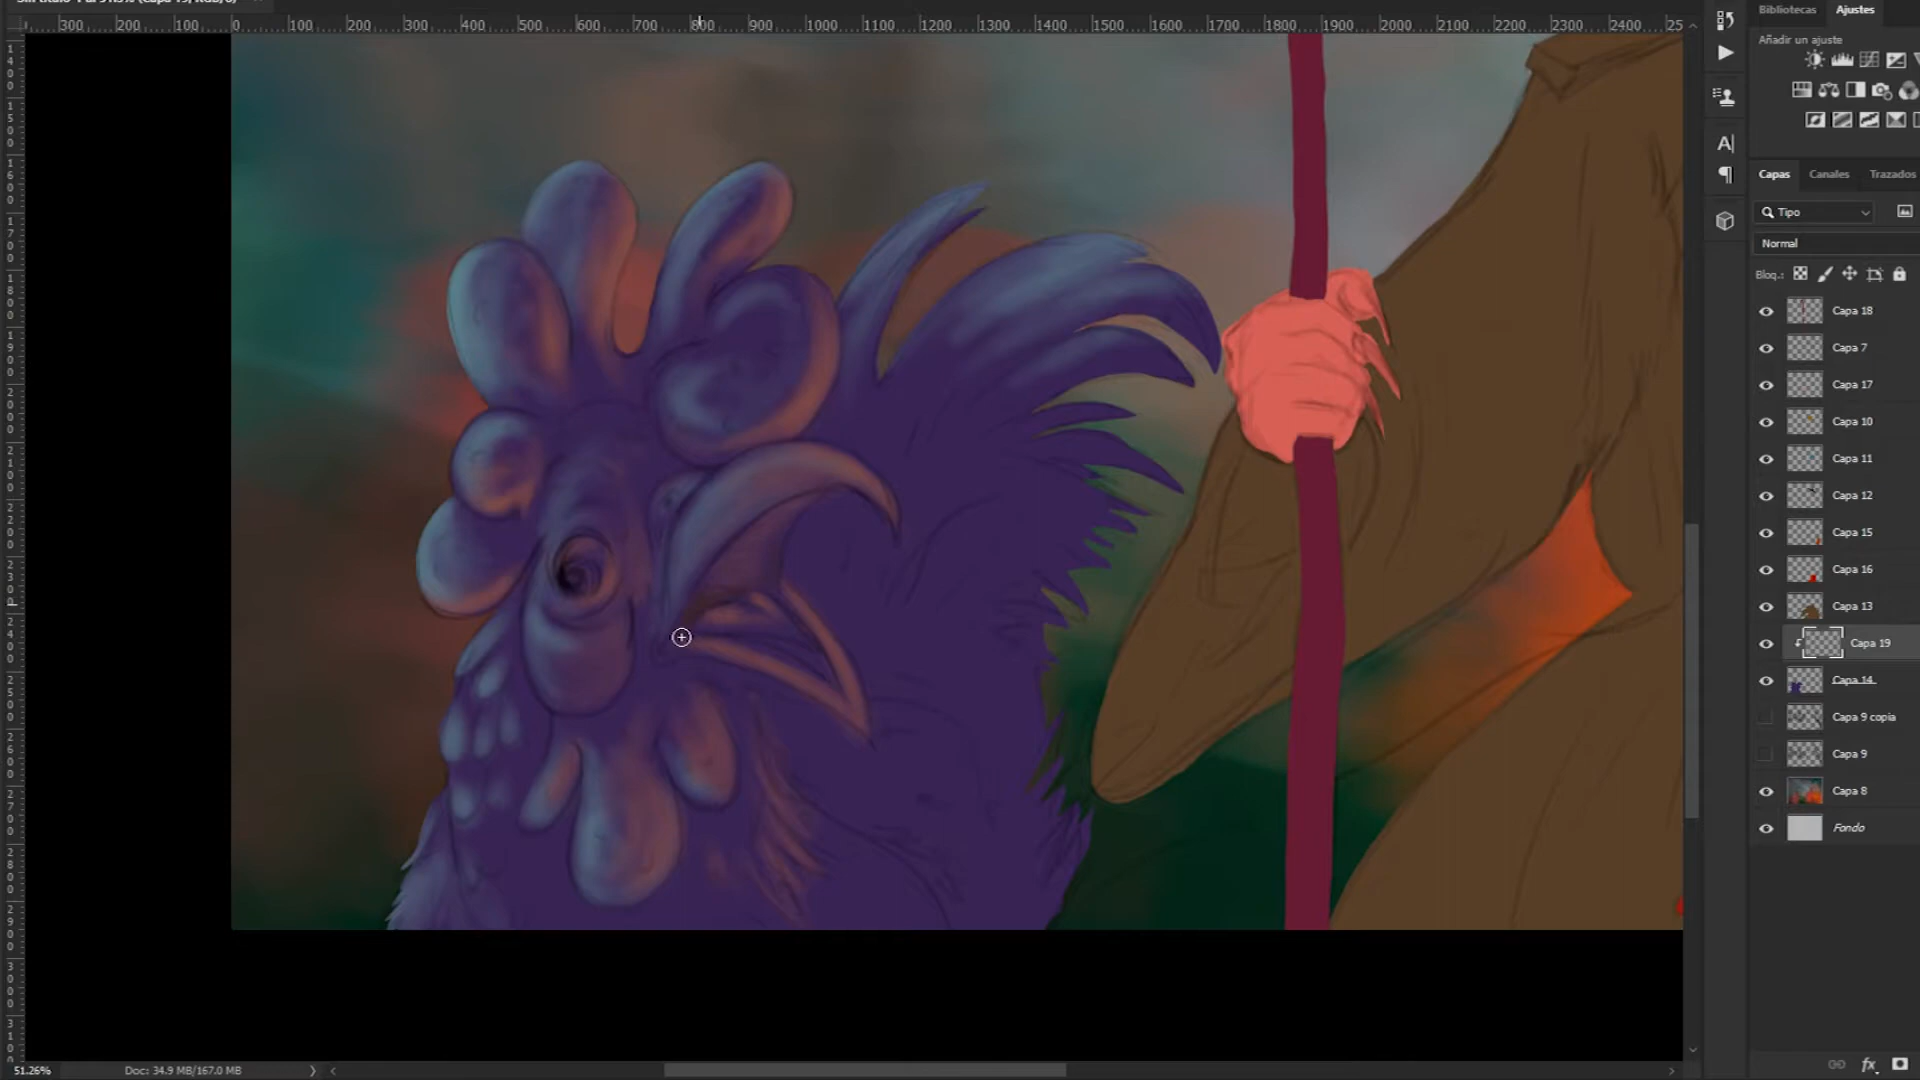 Bibliotecas Ajustes
Añadir un ajuste
300 200 100 0 100 200 300 400 500 600 700 800 900 1000 1100 1200 1300 1400 1500 1600 1700 1800 1900 2000 2100 2200 2300 2400 25
Capas Canales Trazados
Tipo
Normal
Bloq.:
Capa 18
Capa 7
Capa 17
Capa 10
Capa 11
Capa 12
Capa 15
Capa 16
Capa 13
Capa 19
Capa 14
Capa 9 copia
Capa 9
Capa 8
Fondo
51.26% Doc: 34.9 MB/167.0 MB
fx